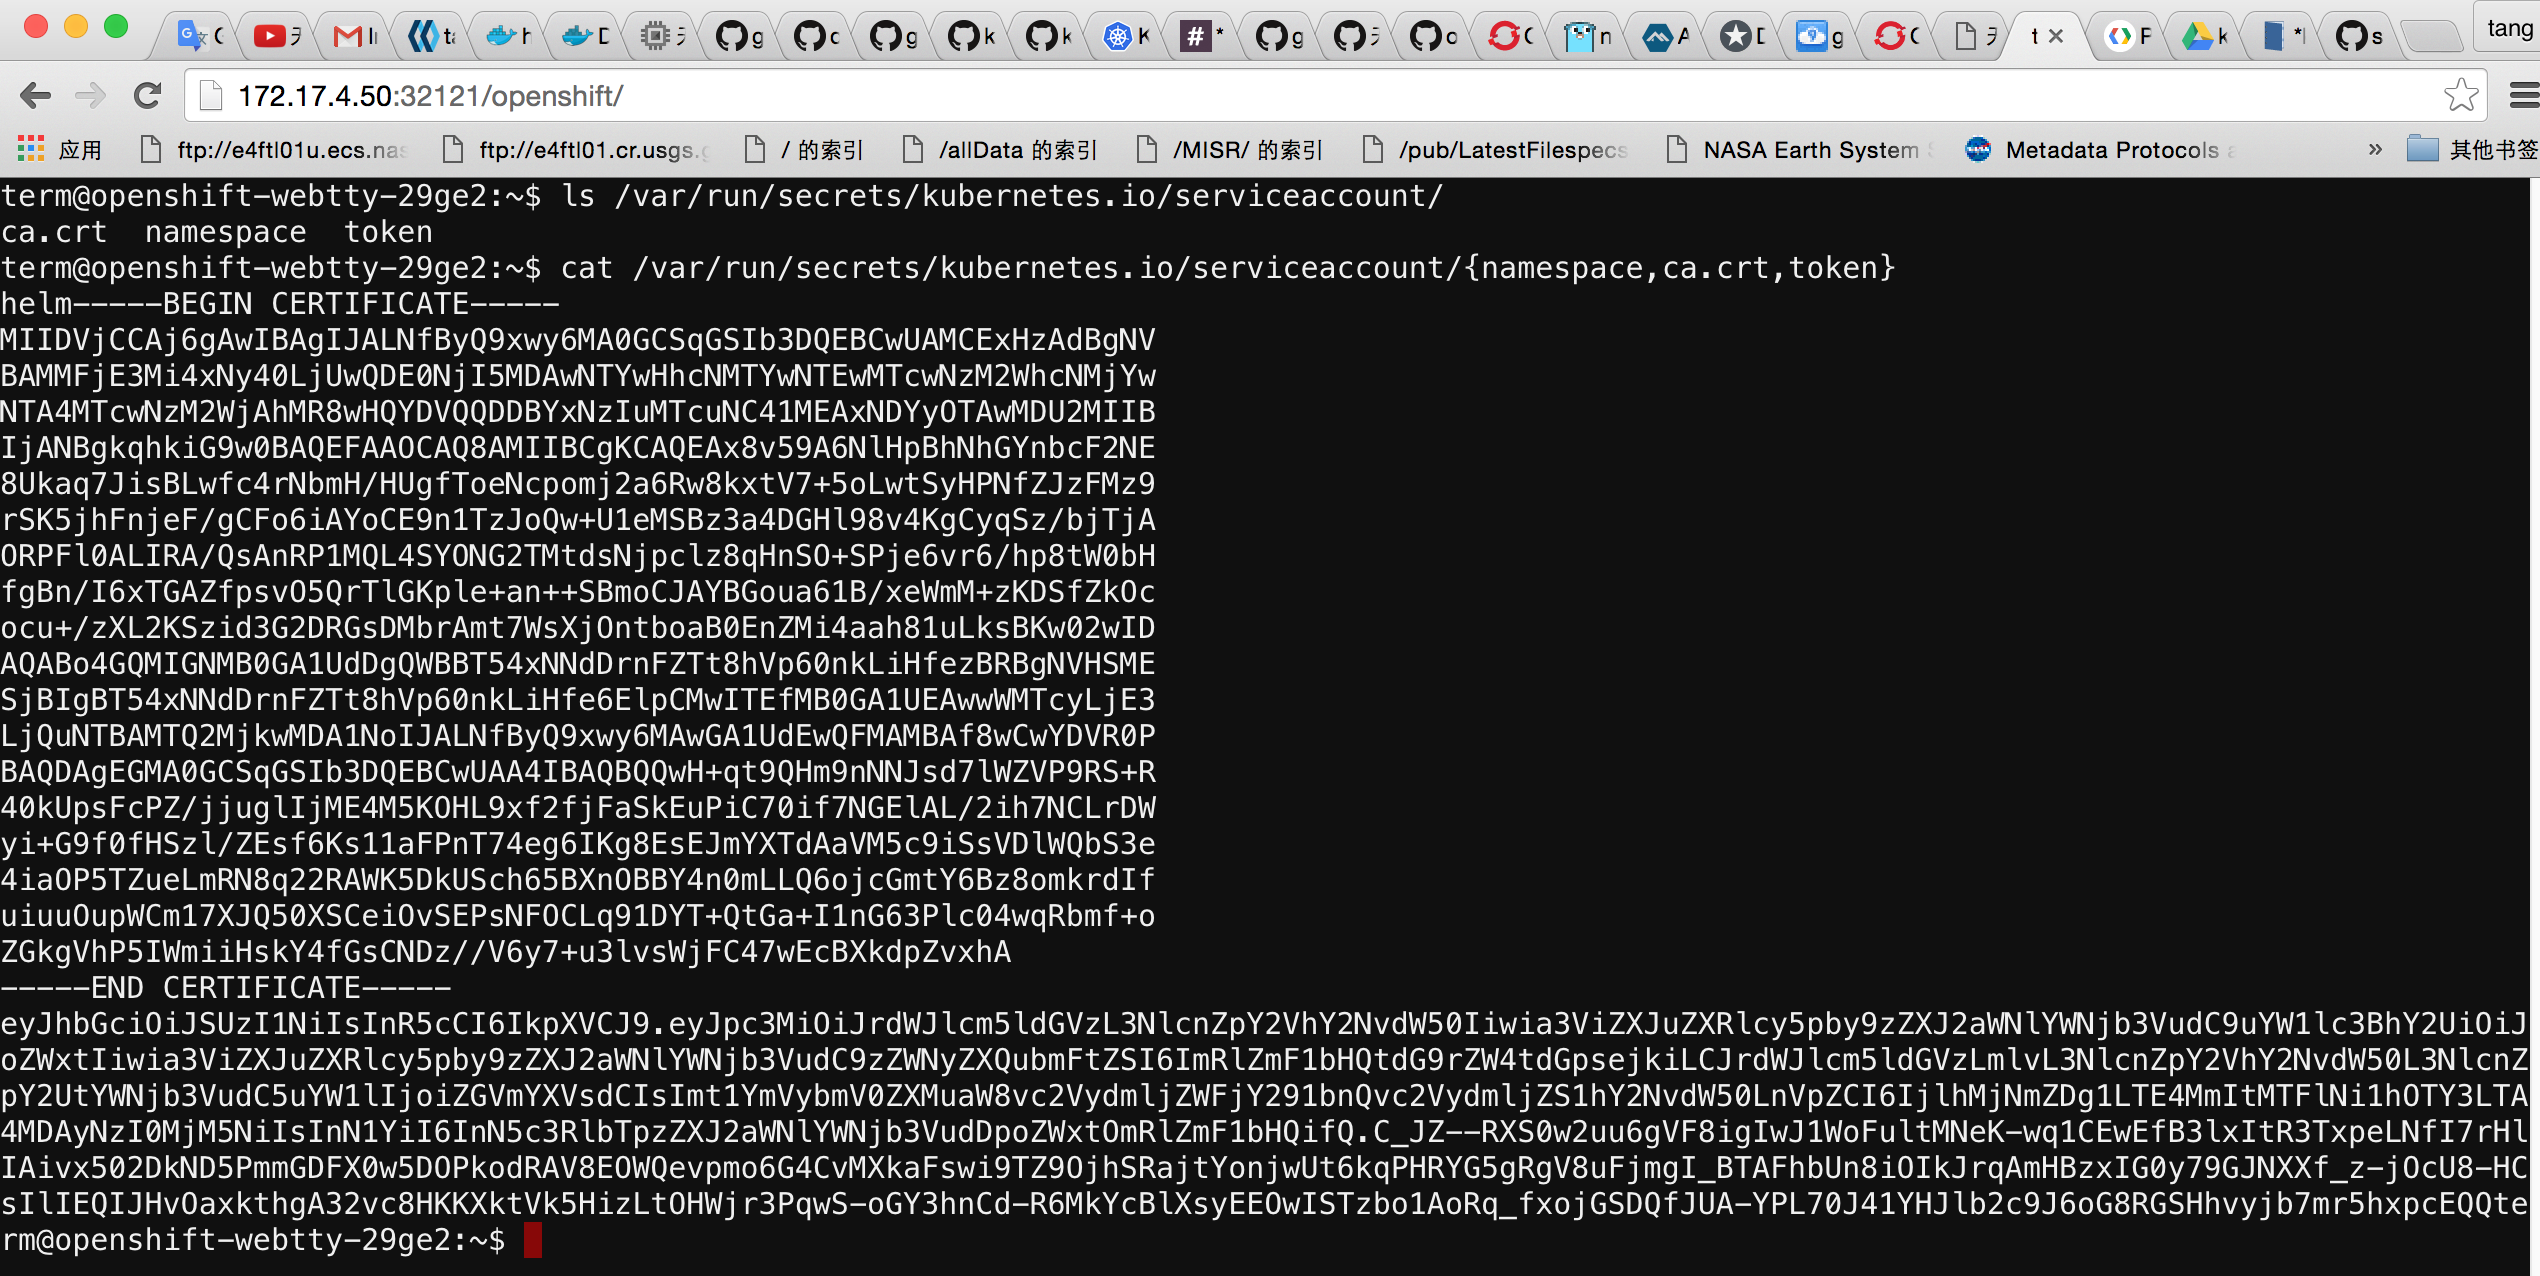 tang
172.17.4.50:32121/openshift/
应用 ftp://e4ftl01u.ecs.nas ftp://e4ftl01.cr.usgs.g / 的索引 /allData 的索引 /MISR/ 的索引 /pub/LatestFilespecs NASA Earth System Metadata Protocols » 其他书签
term@openshift-webtty-29ge2:~$ ls /var/run/secrets/kubernetes.io/serviceaccount/
ca.crt namespace token
term@openshift-webtty-29ge2:~$ cat /var/run/secrets/kubernetes.io/serviceaccount/{namespace,ca.crt,token}
helm-----BEGIN CERTIFICATE-----
MIIDVjCCAj6gAwIBAgIJALNfByQ9xwy6MA0GCSqGSIb3DQEBCwUAMCExHzAdBgNV
BAMMFjE3Mi4xNy40LjUwQDE0NjI5MDAwNTYwHhcNMTYwNTEwMTcwNzM2WhcNMjYw
NTA4MTcwNzM2WjAhMR8wHQYDVQQDDBYxNzIuMTcuNC41MEAxNDYyOTAwMDU2MIIB
IjANBgkqhkiG9w0BAQEFAAOCAQ8AMIIBCgKCAQEAx8v59A6NlHpBhNhGYnbcF2NE
8Ukaq7JisBLwfc4rNbmH/HUgfToeNcpomj2a6Rw8kxtV7+5oLwtSyHPNfZJzFMz9
rSK5jhFnjeF/gCFo6iAYoCE9n1TzJoQw+U1eMSBz3a4DGHl98v4KgCyqSz/bjTjA
ORPFl0ALIRA/QsAnRP1MQL4SYONG2TMtdsNjpclz8qHnSO+SPje6vr6/hp8tW0bH
fgBn/I6xTGAZfpsvO5QrTlGKple+an++SBmoCJAYBGoua61B/xeWmM+zKDSfZkOc
ocu+/zXL2KSzid3G2DRGsDMbrAmt7WsXjOntboaB0EnZMi4aah81uLksBKw02wID
AQABo4GQMIGNMB0GA1UdDgQWBBT54xNNdDrnFZTt8hVp60nkLiHfezBRBgNVHSME
SjBIgBT54xNNdDrnFZTt8hVp60nkLiHfe6ElpCMwITEfMB0GA1UEAwwWMTcyLjE3
LjQuNTBAMTQ2MjkwMDA1NoIJALNfByQ9xwy6MAwGA1UdEwQFMAMBAf8wCwYDVR0P
BAQDAgEGMA0GCSqGSIb3DQEBCwUAA4IBAQBQQwH+qt9QHm9nNNJsd7lWZVP9RS+R
40kUpsFcPZ/jjuglIjME4M5KOHL9xf2fjFaSkEuPiC70if7NGElAL/2ih7NCLrDW
yi+G9f0fHSzl/ZEsf6Ks11aFPnT74eg6IKg8EsEJmYXTdAaVM5c9iSsVDlWQbS3e
4iaOP5TZueLmRN8q22RAWK5DkUSch65BXnOBBY4n0mLLQ6ojcGmtY6Bz8omkrdIf
uiuuOupWCm17XJQ50XSCeiOvSEPsNFOCLq91DYT+QtGa+I1nG63Plc04wqRbmf+o
ZGkgVhP5IWmiiHskY4fGsCNDz//V6y7+u3lvsWjFC47wEcBXkdpZvxhA
-----END CERTIFICATE-----
eyJhbGciOiJSUzI1NiIsInR5cCI6IkpXVCJ9.eyJpc3MiOiJrdWJlcm5ldGVzL3NlcnZpY2VhY2NvdW50Iiwia3ViZXJuZXRlcy5pby9zZXJ2aWNlYWNjb3VudC9uYW1lc3BhY2UiOiJ
oZWxtIiwia3ViZXJuZXRlcy5pby9zZXJ2aWNlYWNjb3VudC9zZWNyZXQubmFtZSI6ImRlZmF1bHQtdG9rZW4tdGpsejkiLCJrdWJlcm5ldGVzLmlvL3NlcnZpY2VhY2NvdW50L3NlcnZ
pY2UtYWNjb3VudC5uYW1lIjoiZGVmYXVsdCIsImt1YmVybmV0ZXMuaW8vc2VydmljZWFjY291bnQvc2VydmljZS1hY2NvdW50LnVpZCI6IjlhMjNmZDg1LTE4MmItMTFlNi1hOTY3LTA
4MDAyNzI0MjM5NiIsInN1YiI6InN5c3RlbTpzZXJ2aWNlYWNjb3VudDpoZWxtOmRlZmF1bHQifQ.C_JZ--RXS0w2uu6gVF8igIwJ1WoFultMNeK-wq1CEwEfB3lxItR3TxpeLNfI7rHl
IAivx502DkND5PmmGDFX0w5DOPkodRAV8EOWQevpmo6G4CvMXkaFswi9TZ9OjhSRajtYonjwUt6kqPHRYG5gRgV8uFjmgI_BTAFhbUn8iOIkJrqAmHBzxIG0y79GJNXXf_z-jOcU8-HC
sIlIEQIJHvOaxkthgA32vc8HKKXktVk5HizLtOHWjr3PqwS-oGY3hnCd-R6MkYcBlXsyEEOwISTzbo1AoRq_fxojGSDQfJUA-YPL70J41YHJlb2c9J6oG8RGSHhvyjb7mr5hxpcEQQte
rm@openshift-webtty-29ge2:~$